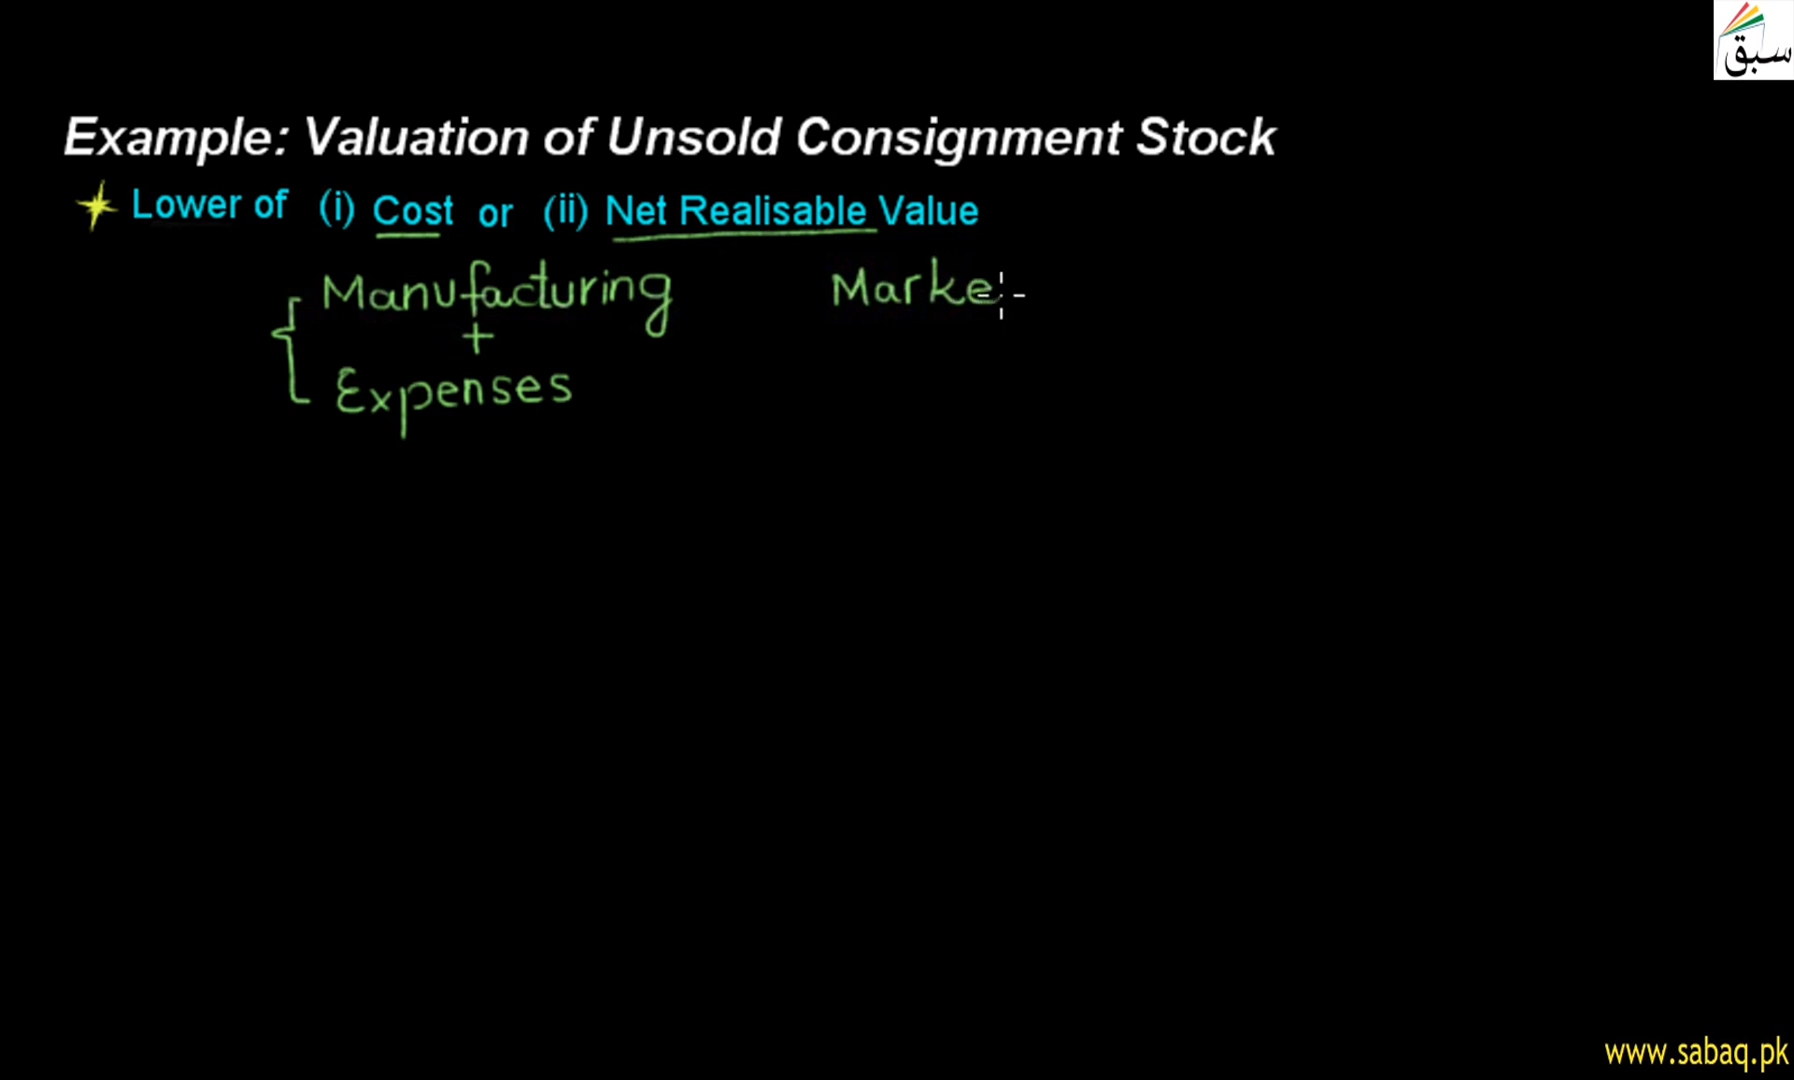 سبق
Example: Valuation of Unsold Consignment Stock
Lower of (i) Cost or (ii) Net Realisable Value
Manufacturing Marke
+
Expenses
www.sabaq.pk